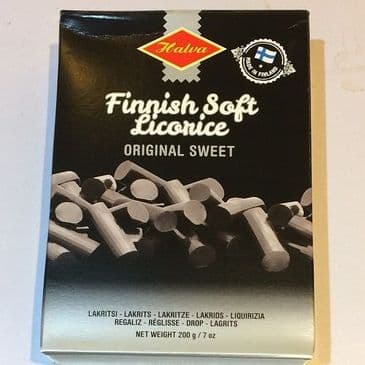 Halva
MADE IN FINLAND
Finnish Soft
Licorice
ORIGINAL SWEET
LAKRITSI - LAKRITS - LAKRITZE - LAKRIDS - LIQUIRIZIA
REGALIZ - RÉGLISSE - DROP - LAGRITS
NET WEIGHT 200 g / 7 oz